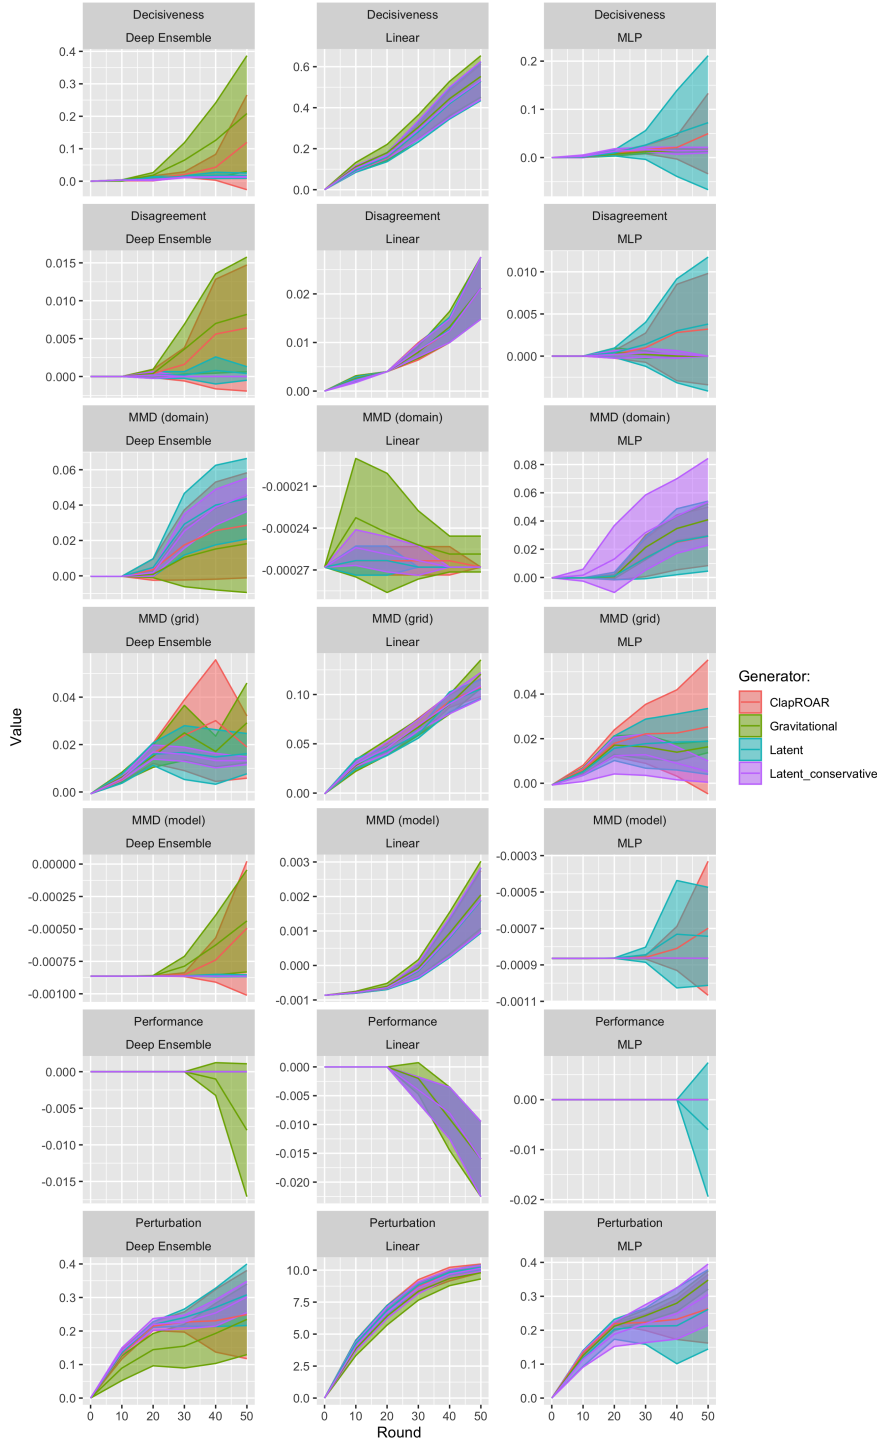 Decisiveness Decisiveness Decisiveness
Deep Ensemble Linear MLP
0.4 0.6 0.2
0.3 0.4 0.1
0.2 0.2 0.0
0.1 0.0
0.0
Disagreement Disagreement Disagreement
Deep Ensemble Linear MLP
0.015 0.02 0.010
0.010 0.01 0.005
0.005 0.00 0.000
0.000
MMD (domain) MMD (domain) MMD (domain)
Deep Ensemble Linear MLP
0.06 -0.00021 0.08
0.04 -0.00024 0.06
0.02 -0.00027 0.04
0.00 0.02
0.00
MMD (grid) MMD (grid) MMD (grid)
Deep Ensemble Linear MLP
0.04 0.10 0.04
0.02 0.05 0.02
0.00 0.00 0.00
Value
Generator:
ClapROAR
Gravitational
Latent
Latent_conservative
MMD (model) MMD (model) MMD (model)
Deep Ensemble Linear MLP
0.00000 0.003 -0.0003
-0.00025 0.002 -0.0005
-0.00050 0.001 -0.0007
-0.00075 0.000 -0.0009
-0.00100 -0.001 -0.0011
Performance Performance Performance
Deep Ensemble Linear MLP
0.000 0.000 0.00
-0.005 -0.005 -0.01
-0.010 -0.010 -0.02
-0.015 -0.015
-0.020
Perturbation Perturbation Perturbation
Deep Ensemble Linear MLP
0.4 10.0 0.4
0.3 7.5 0.3
0.2 5.0 0.2
0.1 2.5 0.1
0.0 0.0 0.0
0 10 20 30 40 50 0 10 20 30 40 50 0 10 20 30 40 50
Round